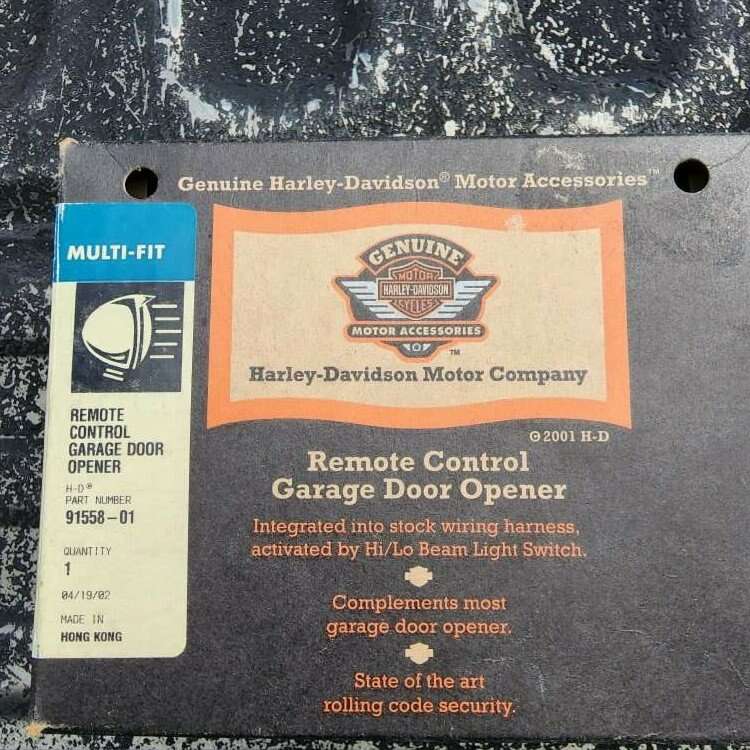 Genuine Harley-Davidson® Motor Accessories™
MULTI-FIT
REMOTE
CONTROL
GARAGE DOOR
OPENER
H-D®
PART NUMBER
91558-01
QUANTITY
1
04/19/02
MADE IN
HONG KONG
GENUINE
MOTOR
HARLEY-DAVIDSON
CYCLES
MOTOR ACCESSORIES
™
Harley-Davidson Motor Company
©2001 H-D
Remote Control
Garage Door Opener
Integrated into stock wiring harness,
activated by Hi/Lo Beam Light Switch.
Complements most
garage door opener.
State of the art
rolling code security.